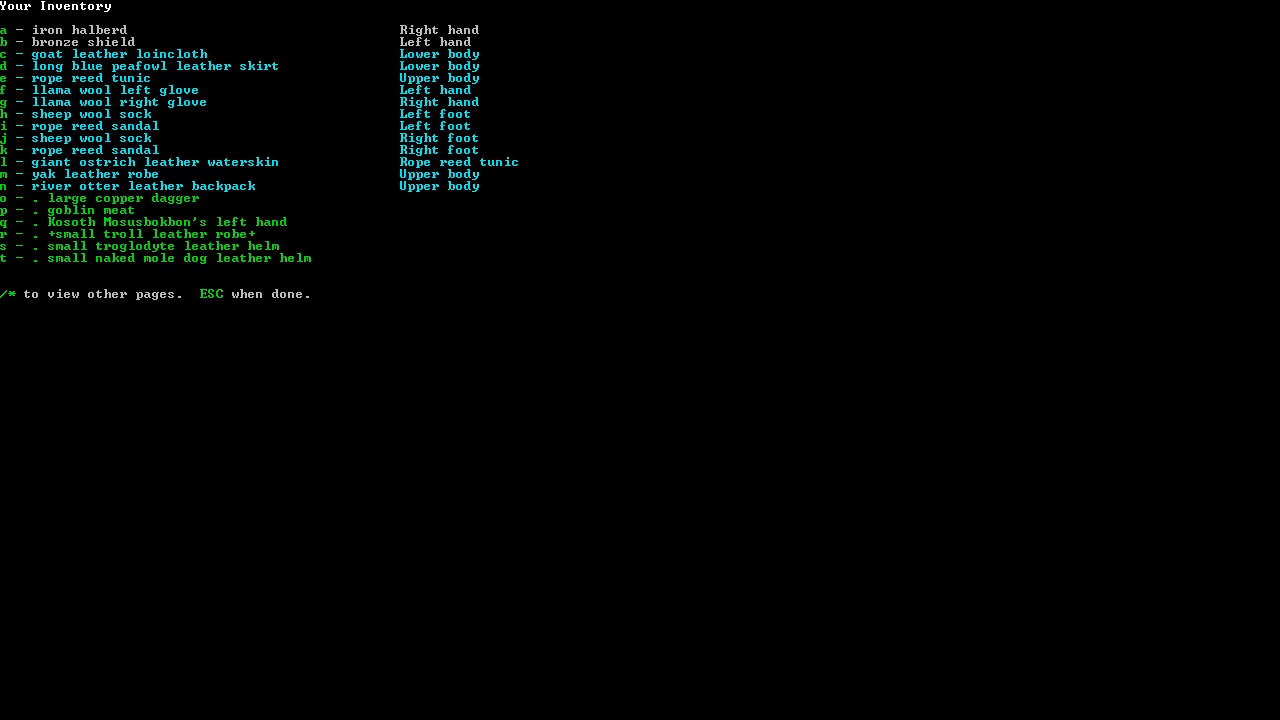 Your Inventory
a - iron halberd Right hand
b - bronze shield Left hand
c - goat leather loincloth Lower body
d - long blue peafowl leather skirt Lower body
e - rope reed tunic Upper body
f - llama wool left glove Left hand
g - llama wool right glove Right hand
h - sheep wool sock Left foot
i - rope reed sandal Left foot
j - sheep wool sock Right foot
k - rope reed sandal Right foot
l - giant ostrich leather waterskin Rope reed tunic
m - yak leather robe Upper body
n - river otter leather backpack Upper body
o - . large copper dagger
p - . goblin meat
q - . Kosoth Mosusbokbon's left hand
r - . +small troll leather robe+
s - . small troglodyte leather helm
t - . small naked mole dog leather helm
/* to view other pages. ESC when done.